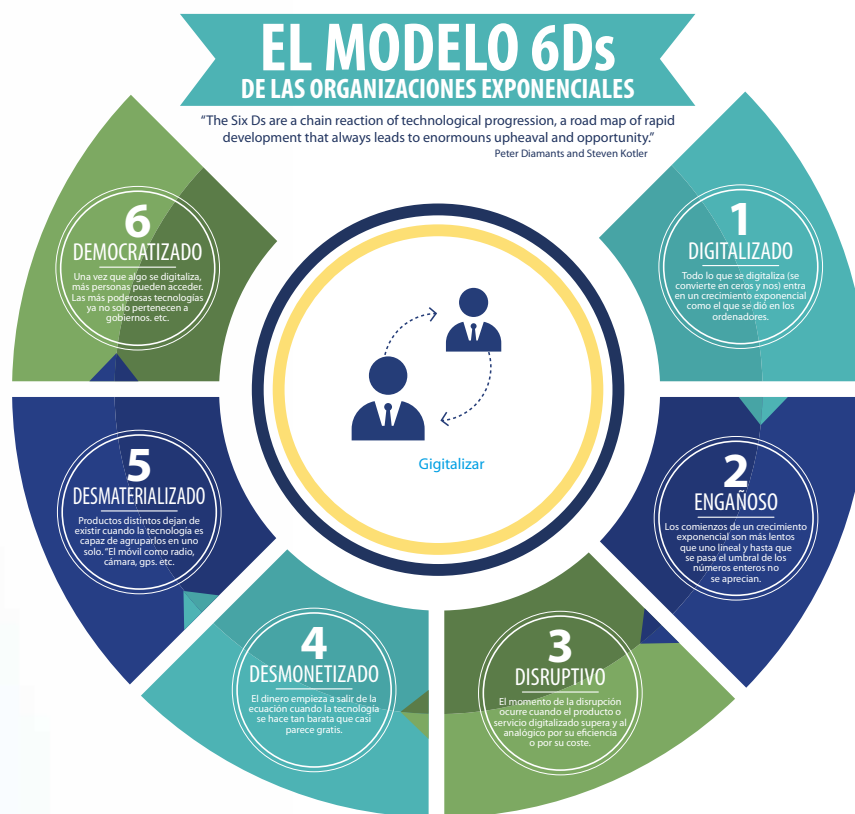 EL MODELO 6Ds
DE LAS ORGANIZACIONES EXPONENCIALES
“The Six Ds are a chain reaction of technological progression, a road map of rapid
development that always leads to enormouns upheaval and opportunity.”
Peter Diamants and Steven Kotler
1
DIGITALIZADO
Todo lo que se digitaliza (se
convierte en ceros y nos) entra
en un crecimiento exponencial
como el que se dió en los
ordenadores.
2
ENGAÑOSO
Los comienzos de un crecimiento
exponencial son más lentos
que uno lineal y hasta que
se pasa el umbral de los
números enteros no
se aprecian.
3
DISRUPTIVO
El momento de la disrupción
ocurre cuando el producto o
servicio digitalizado supera y al
analógico por su eficiencia
o por su coste.
4
DESMONETIZADO
El dinero empieza a salir de la
ecuación cuando la tecnología
se hace tan barata que casi
parece gratis.
5
DESMATERIALIZADO
Productos distintos dejan de
existir cuando la tecnología es
capaz de agruparlos en uno
solo. “El móvil como radio,
cámara, gps. etc.
6
DEMOCRATIZADO
Una vez que algo se digitaliza,
más personas pueden acceder.
Las más poderosas tecnologías
ya no solo pertenecen a
gobiernos. etc.
Gigitalizar